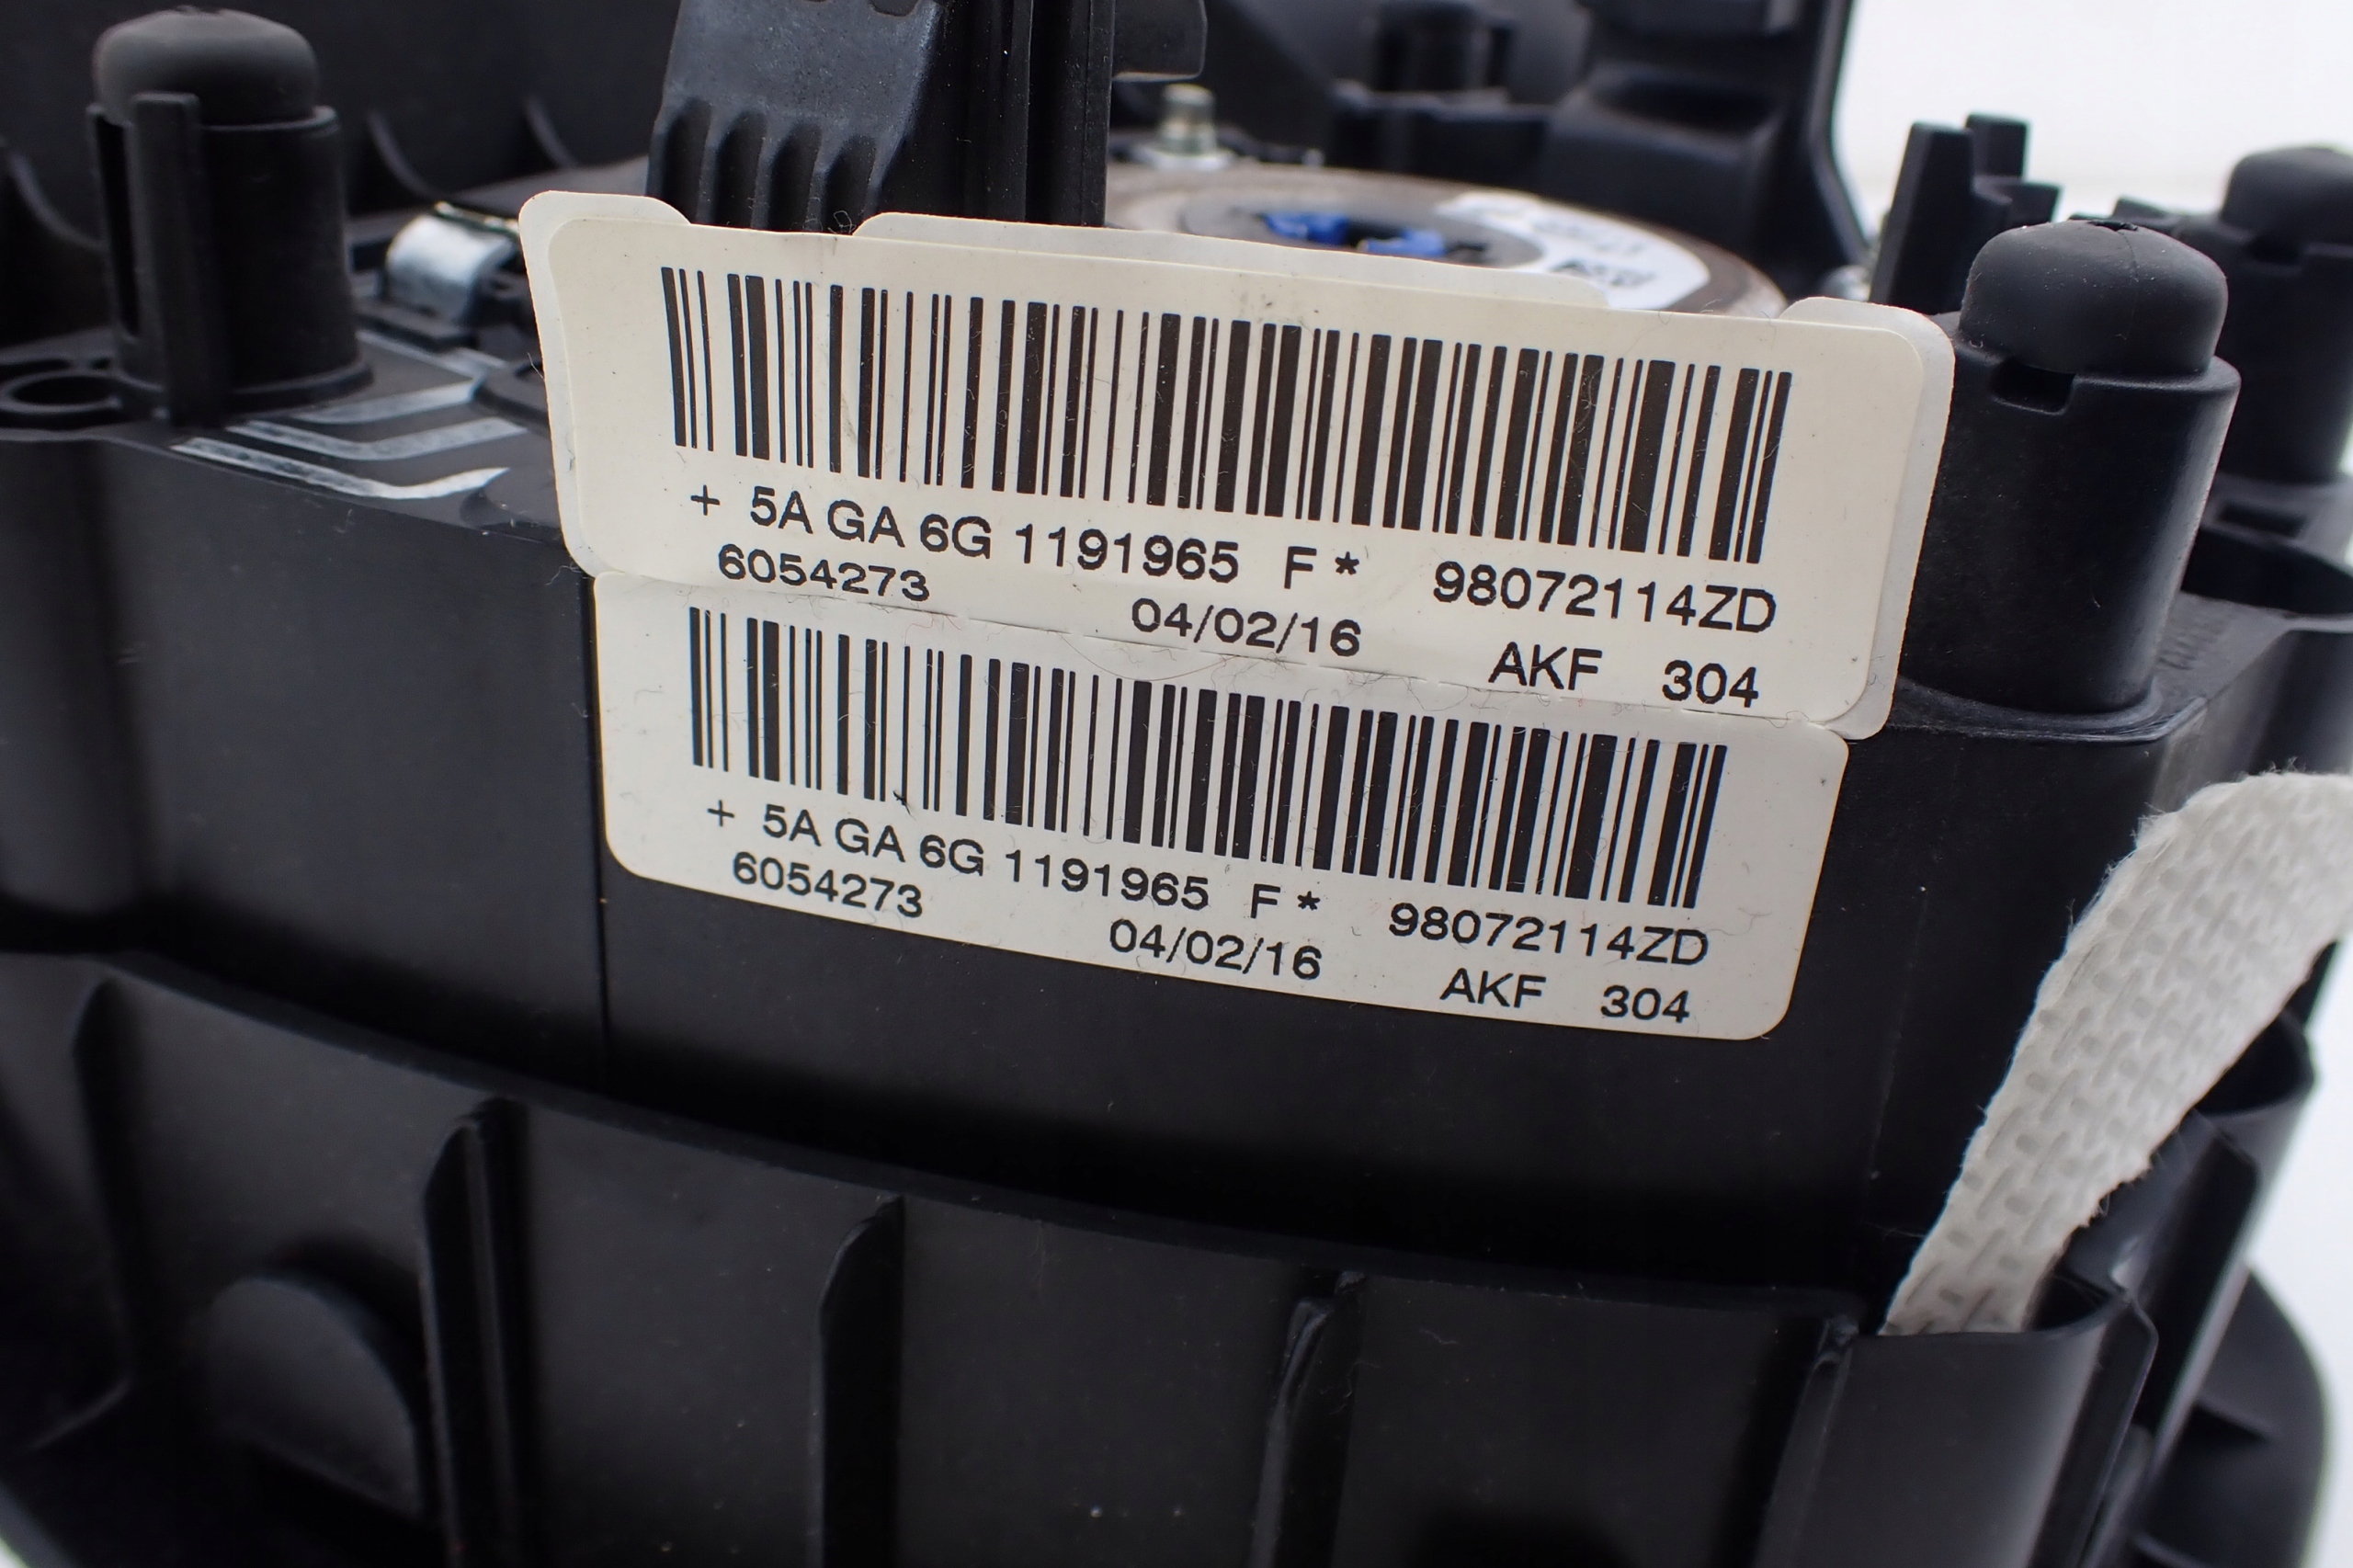 + 5A GA 6G 1191965 F* 98072114ZD
6054273 04/02/16 AKF 304
+ 5A GA 6G 1191965 F* 98072114ZD
6054273 04/02/16 AKF 304